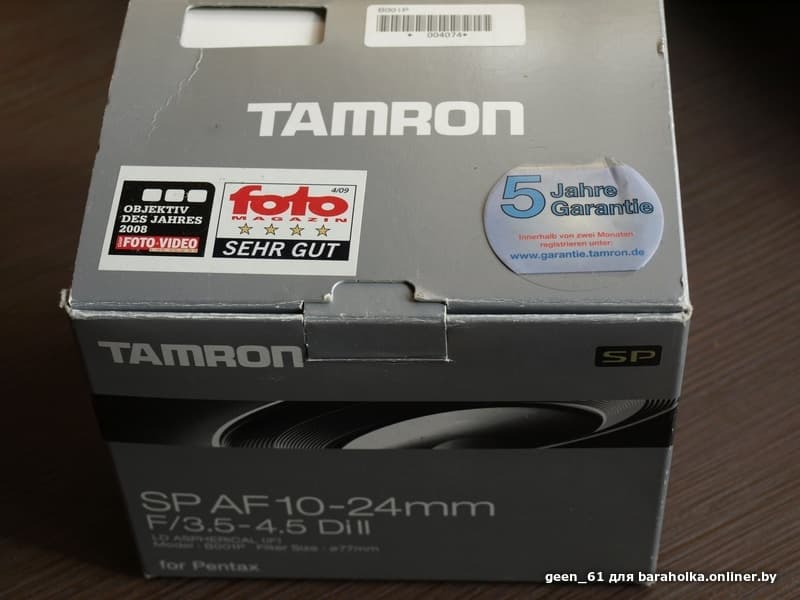 B001P
* 004074*
TAMRON
OBJEKTIV
DES JAHRES
2008
FOTO-VIDEO
4/09
foto
MAGAZIN
SEHR GUT
5 Jahre
Garantie
Innerhalb von zwei Monaten
registrieren unter:
www.garantie.tamron.de
TAMRON
SP
SP AF 10-24mm
F/3.5-4.5 Di II
LD ASPHERICAL [IF]
Model : B001P Filter Size : ø77mm
for Pentax
geen_61 для baraholka.onliner.by